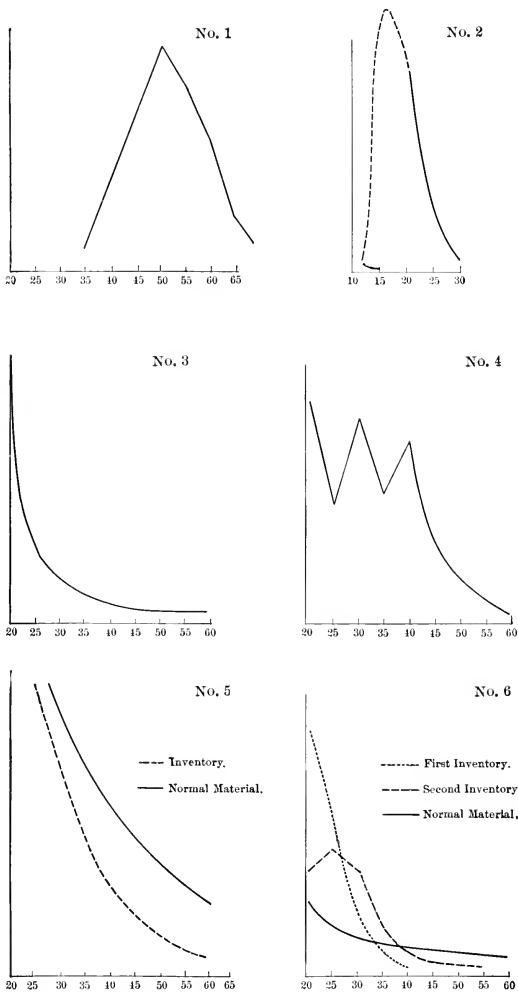 No. 1
20 25 30 35 40 45 50 55 60 65
No. 2
10 15 20 25 30
No. 3
20 25 30 35 40 45 50 55 60
No. 4
20 25 30 35 40 45 50 55 60
No. 5
Inventory.
Normal Material.
20 25 30 35 40 45 50 55 60 65
No. 6
First Inventory.
Second Inventory
Normal Material.
20 25 30 35 40 45 50 55 60